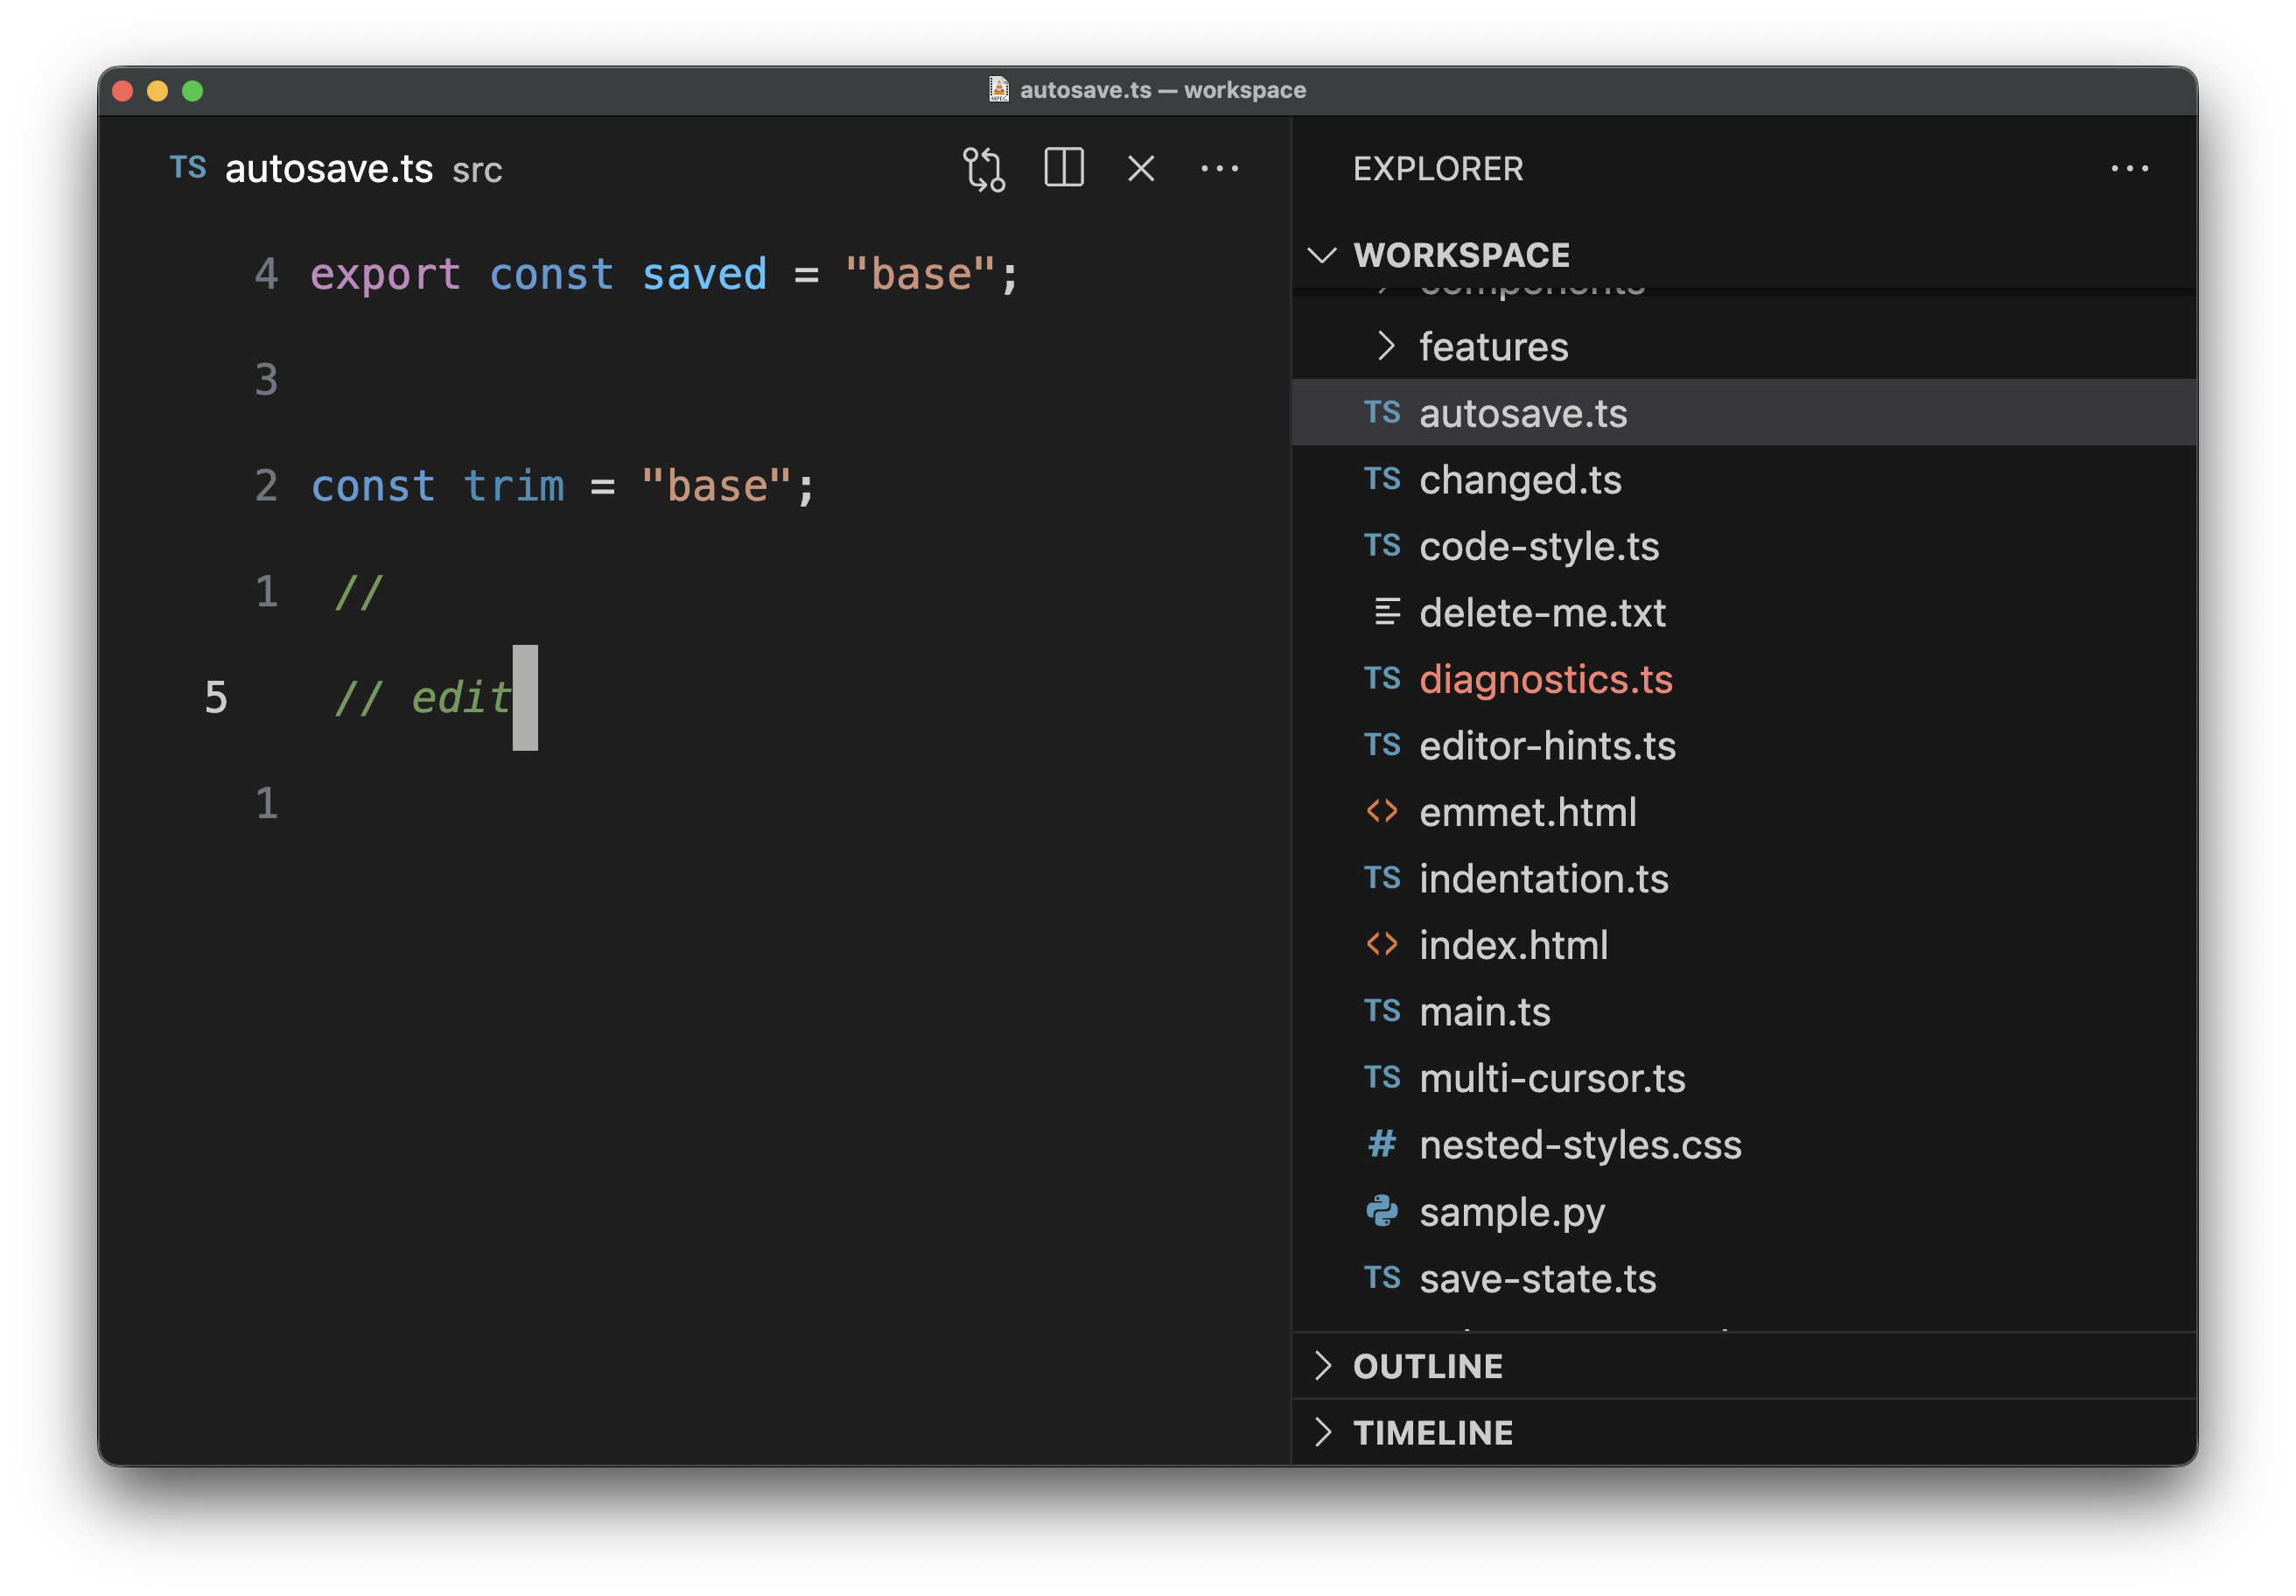 autosave.ts — workspace
TS autosave.ts src
4 export const saved = "base";
3
2 const trim = "base";
1 //
5 // edit
1
EXPLORER
WORKSPACE
components
features
TS autosave.ts
TS changed.ts
TS code-style.ts
delete-me.txt
TS diagnostics.ts
TS editor-hints.ts
<> emmet.html
TS indentation.ts
<> index.html
TS main.ts
TS multi-cursor.ts
# nested-styles.css
sample.py
TS save-state.ts
OUTLINE
TIMELINE